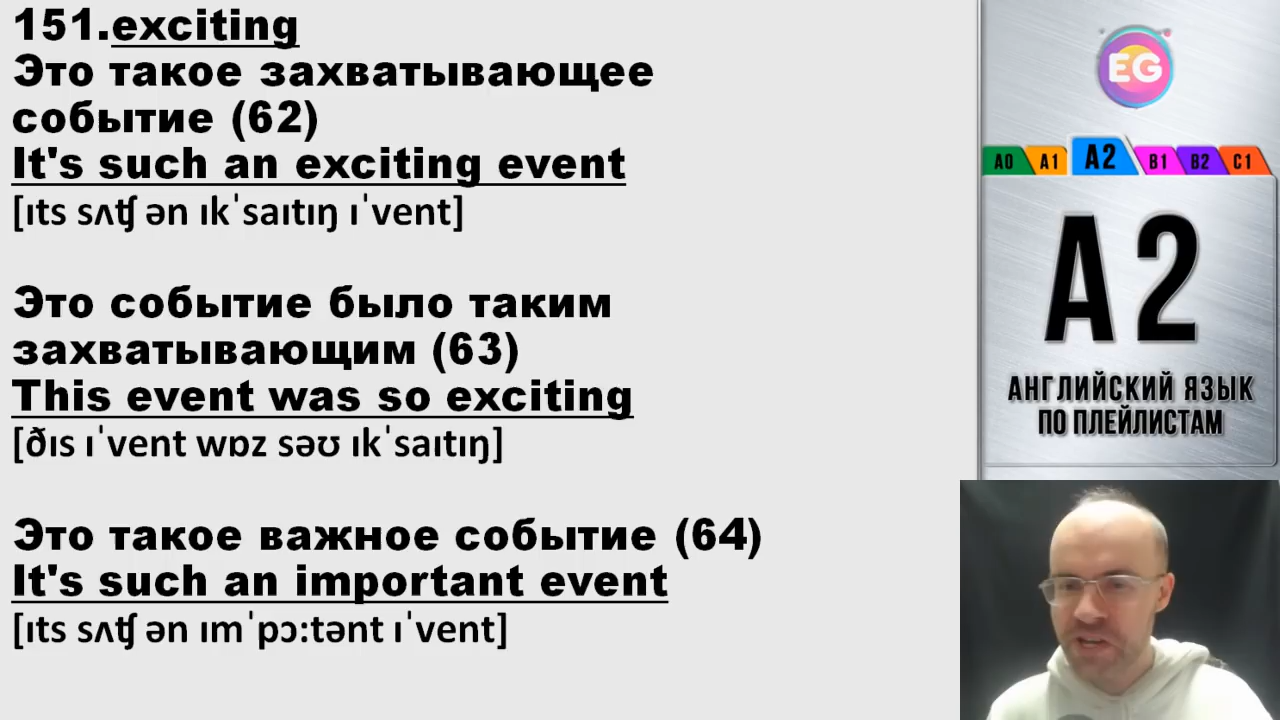 151.exciting
Это такое захватывающее
событие (62)
It's such an exciting event
[ɪts sʌʧ ən ɪkˈsaɪtɪŋ ɪˈvent]
Это событие было таким
захватывающим (63)
This event was so exciting
[ðɪs ɪˈvent wɒz səʊ ɪkˈsaɪtɪŋ]
Это такое важное событие (64)
It's such an important event
[ɪts sʌʧ ən ɪmˈpɔ:tənt ɪˈvent]
EG
A0 A1 A2 B1 B2 C1
A2
АНГЛИЙСКИЙ ЯЗЫК
ПО ПЛЕЙЛИСТАМ